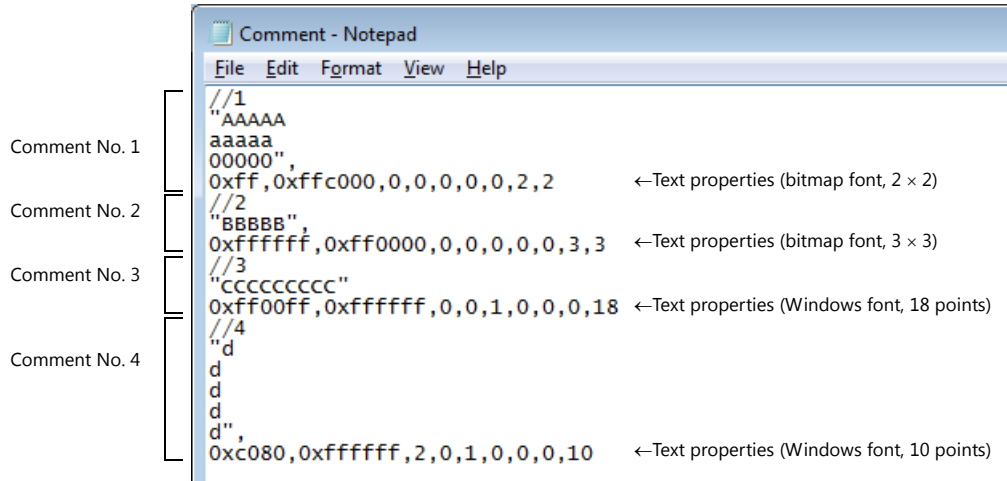 Comment - Notepad
File Edit Format View Help
Comment No. 1
//1
"AAAAA
aaaaa
00000",
0xff,0xffc000,0,0,0,0,0,2,2 ←Text properties (bitmap font, 2 × 2)
Comment No. 2
//2
"BBBBB",
0xffffff,0xff0000,0,0,0,0,0,3,3 ←Text properties (bitmap font, 3 × 3)
Comment No. 3
//3
"ccccccccc"
0xff00ff,0xffffff,0,0,1,0,0,0,18 ←Text properties (Windows font, 18 points)
Comment No. 4
//4
"d
d
d
d
d",
0xc080,0xffffff,2,0,1,0,0,0,10 ←Text properties (Windows font, 10 points)